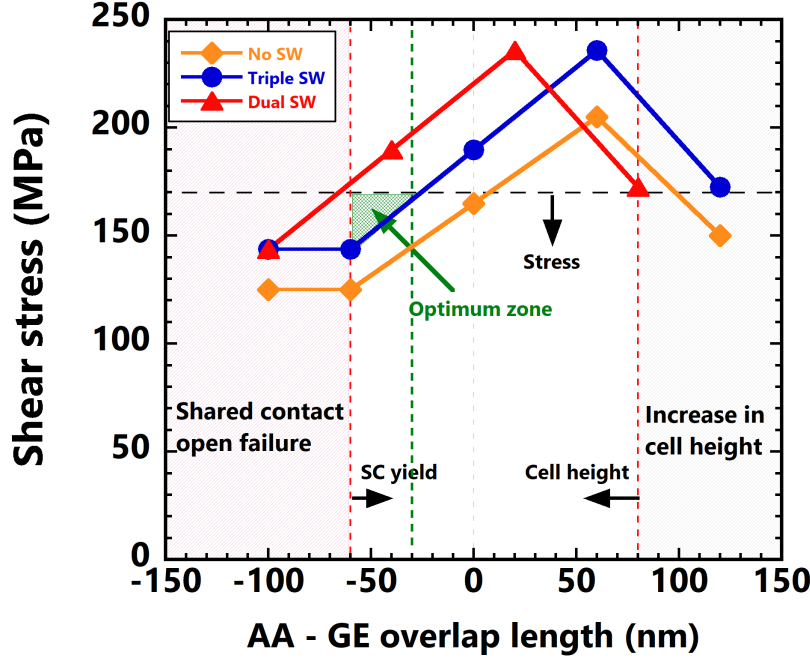 250
200
150
100
50
0
Shear stress (MPa)
No SW
Triple SW
Dual SW
Stress
Optimum zone
Shared contact
open failure
Increase in
cell height
SC yield
Cell height
-150
-100
-50
0
50
100
150
AA - GE overlap length (nm)